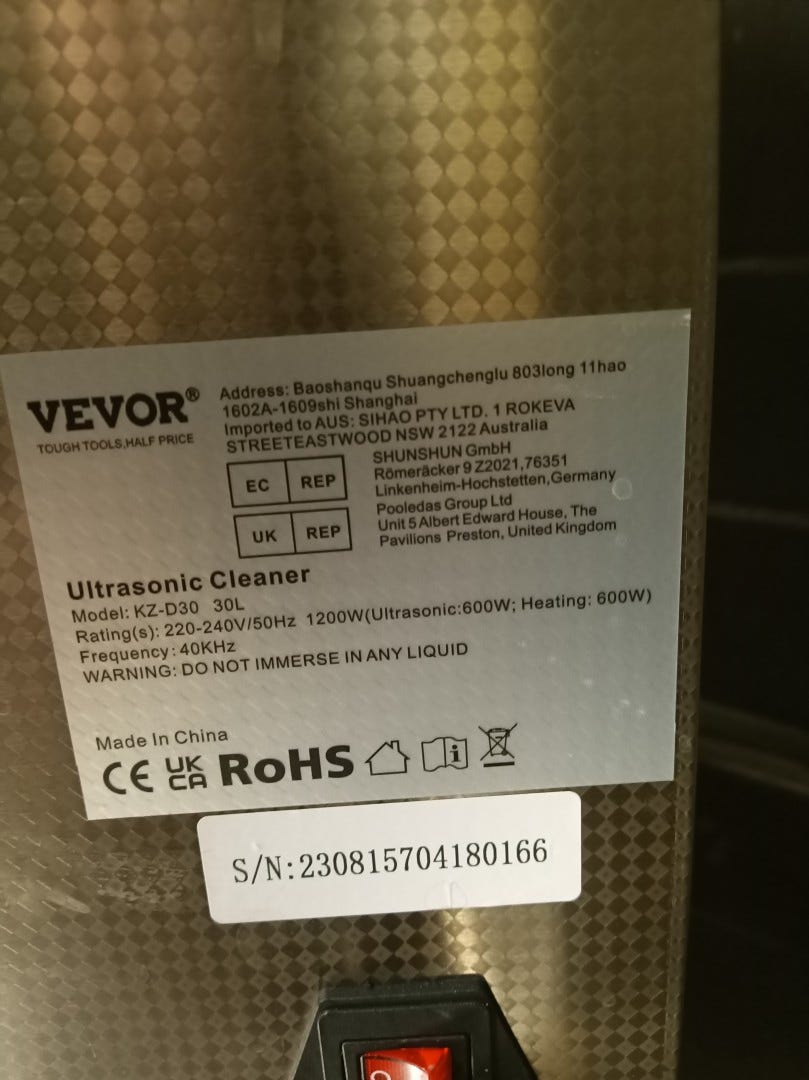 VEVOR®
TOUGH TOOLS,HALF PRICE
Address: Baoshanqu Shuangchenglu 803long 11hao
1602A-1609shi Shanghai
Imported to AUS: SIHAO PTY LTD. 1 ROKEVA
STREETEASTWOOD NSW 2122 Australia
EC REP
SHUNSHUN GmbH
Römeräcker 9 Z2021,76351
Linkenheim-Hochstetten,Germany
UK REP
Pooledas Group Ltd
Unit 5 Albert Edward House, The
Pavilions Preston, United Kingdom
Ultrasonic Cleaner
Model: KZ-D30 30L
Rating(s): 220-240V/50Hz 1200W(Ultrasonic:600W; Heating: 600W)
Frequency: 40KHz
WARNING: DO NOT IMMERSE IN ANY LIQUID
Made In China
CE UK CA RoHS i
S/N:230815704180166